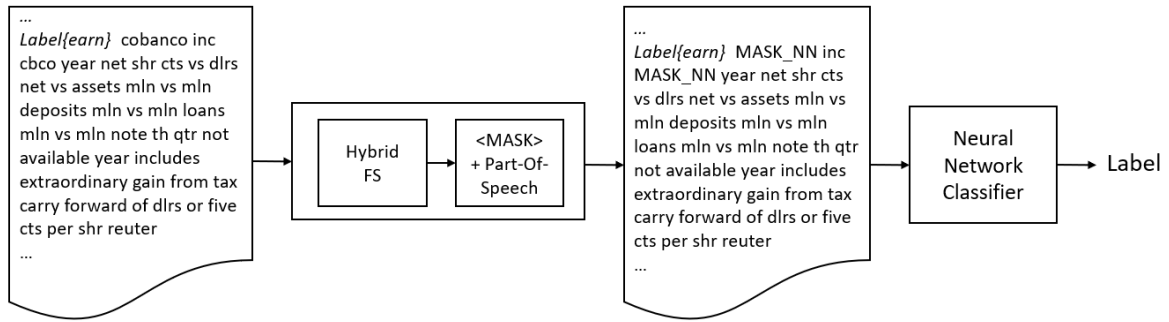 ...
Label{earn} cobanco inc
cbco year net shr cts vs dlrs
net vs assets mln vs mln
deposits mln vs mln loans
mln vs mln note th qtr not
available year includes
extraordinary gain from tax
carry forward of dlrs or five
cts per shr reuter
...
Hybrid
FS
<MASK>
+ Part-Of-
Speech
...
Label{earn} MASK_NN inc
MASK_NN year net shr cts
vs dlrs net vs assets mln vs
mln deposits mln vs mln
loans mln vs mln note th qtr
not available year includes
extraordinary gain from tax
carry forward of dlrs or five
cts per shr reuter
...
Neural
Network
Classifier
Label